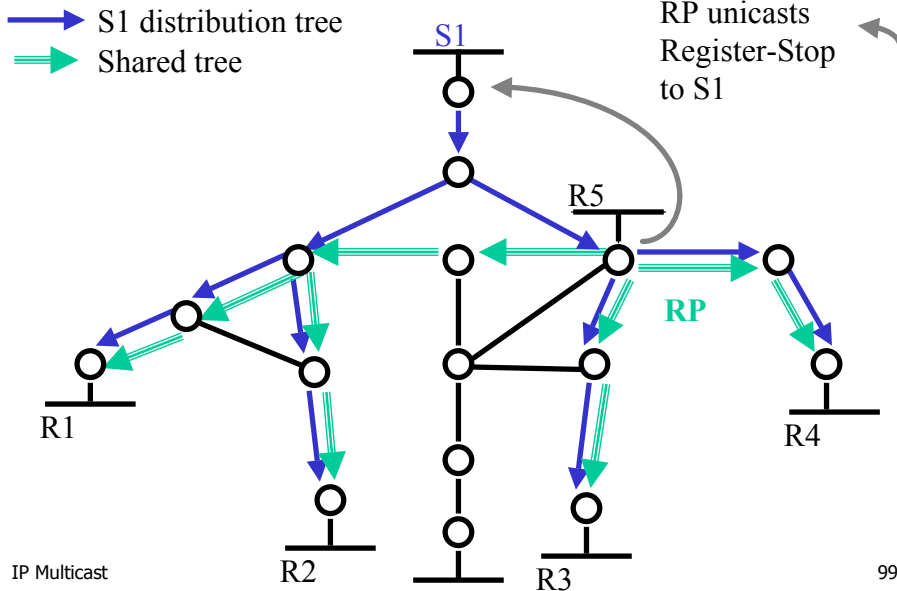 S1 distribution tree
Shared tree
S1
RP unicasts
Register-Stop
to S1
R5
RP
R1
R4
R2
R3
IP Multicast
99